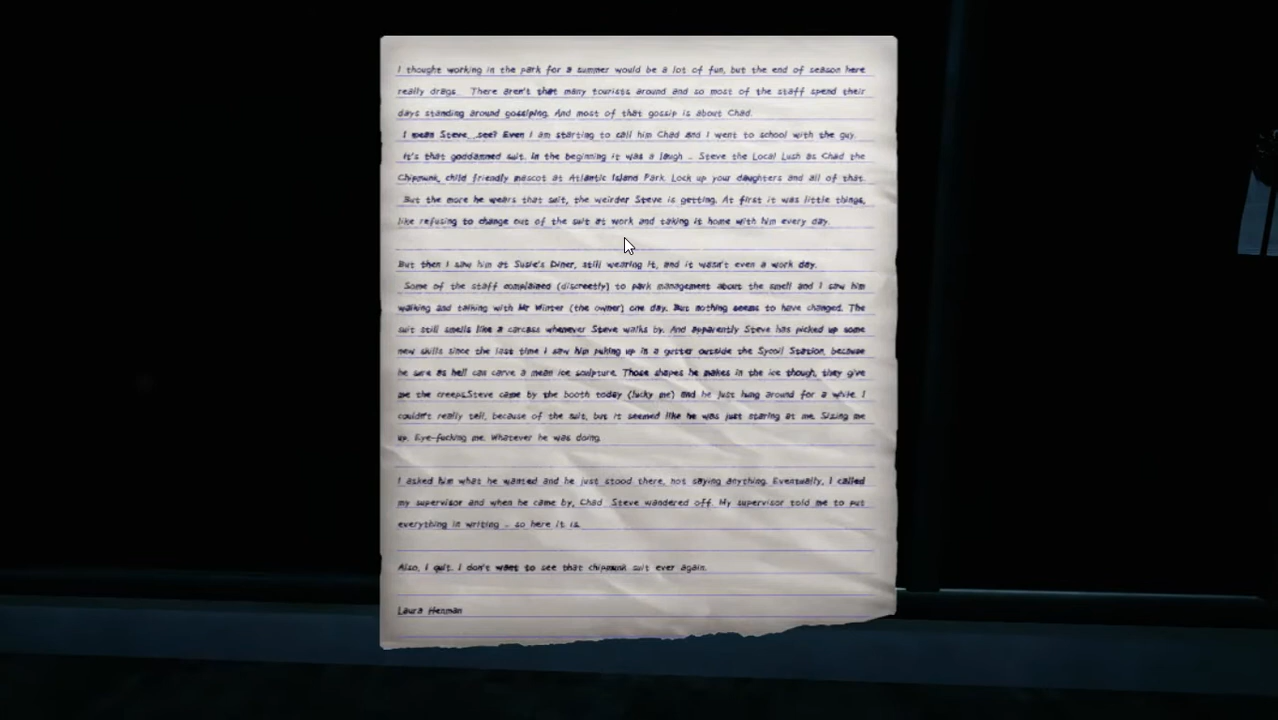 I thought working in the park for a summer would be a lot of fun, but the end of season here
really drags. There aren't that many tourists around and so most of the staff spend their
days standing around gossiping. And most of that gossip is about Chad.
I mean Steve...see? Even I am starting to call him Chad and I went to school with the guy.
It's that goddamned suit. In the beginning it was a laugh - Steve the Local Lush as Chad the
Chipmunk, child friendly mascot at Atlantic Island Park. Lock up your daughters and all of that.
But the more he wears that suit, the weirder Steve is getting. At first it was little things,
like refusing to change out of the suit at work and taking is home with him every day.
But then I saw him at Susie's Diner, still wearing it, and it wasn't even a work day.
Some of the staff complained (discreetly) to park management about the smell and I saw him
walking and talking with Mr Winter (the owner) one day. But nothing seems to have changed. The
suit still smells like a carcass whenever Steve walks by. And apparently Steve has picked up some
new skills since the last time I saw him puking up in a gutter outside the Sycoil Station, because
he sure as hell can carve a mean ice sculpture. Those shapes he makes in the ice though, they give
me the creeps.Steve came by the booth today (lucky me) and he just hung around for a while. I
couldn't really tell, because of the suit, but it seemed like he was just staring at me. Sizing me
up. Eye-fucking me. Whatever he was doing.
I asked him what he wanted and he just stood there, not saying anything. Eventually, I called
my supervisor and when he came by, Chad Steve wandered off. My supervisor told me to put
everything in writing - so here it is.
Also, I quit. I don't want to see that chipmunk suit ever again.
Laura Henman